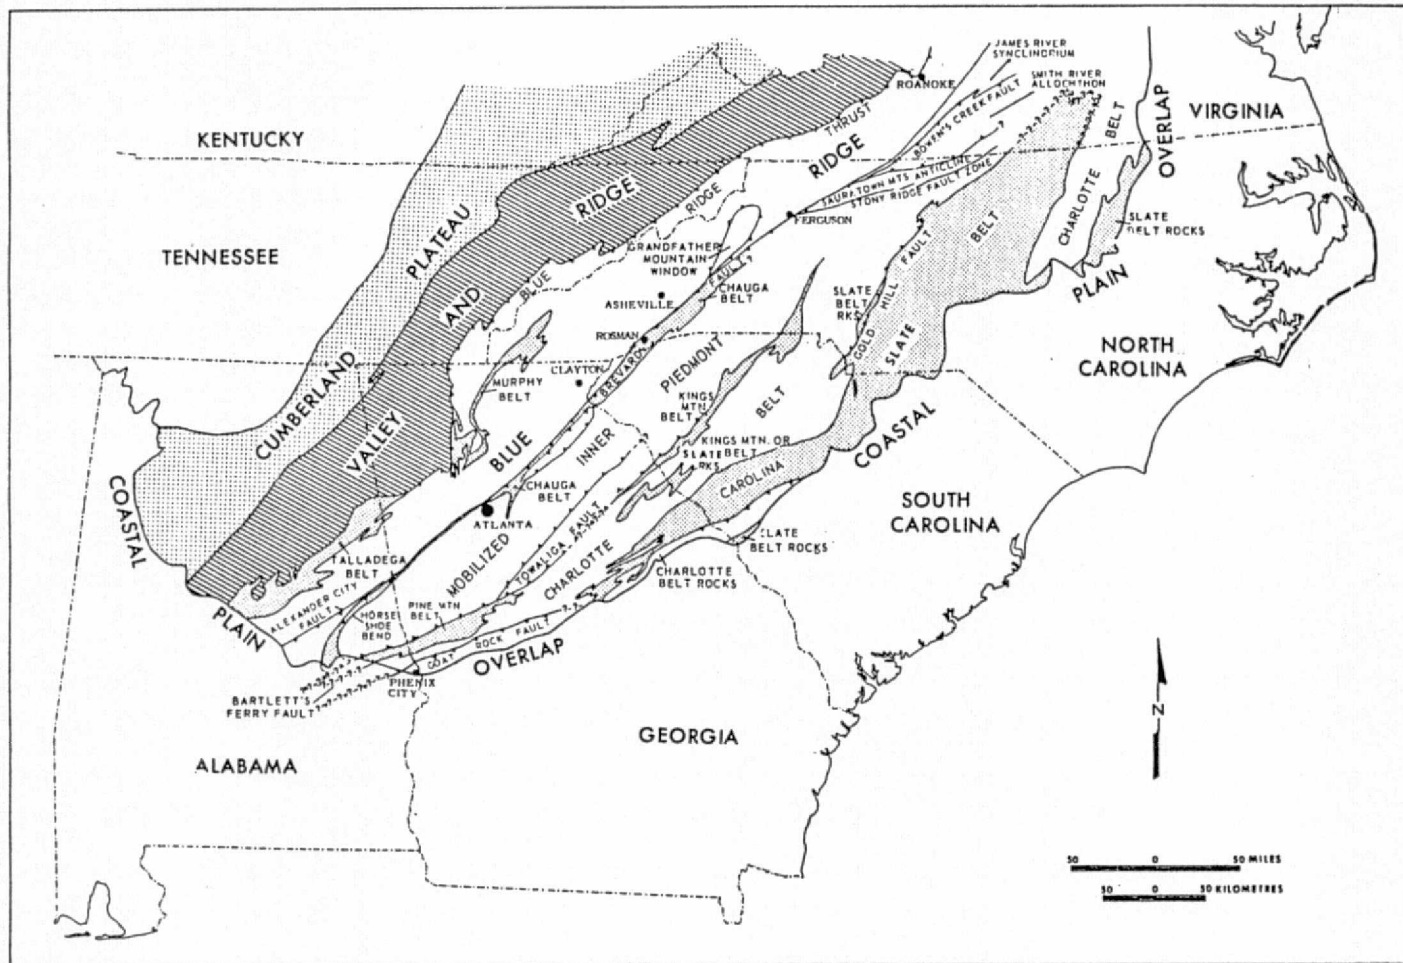 JAMES RIVER
SYNCLINORIUM
SMITH RIVER
ALLOCHTHON
ROANOKE
BOWEN'S CREEK FAULT
VIRGINIA
KENTUCKY
THRUST
RIDGE
BLUE
BELT
CHARLOTTE
OVERLAP
SAURATOWN MTS ANTICLINE
STONY RIDGE FAULT ZONE
RIDGE
FERGUSON
SLATE
BELT ROCKS
TENNESSEE
PLATEAU
CUMBERLAND
RIDGE
AND
VALLEY
GRANDFATHER
MOUNTAIN
WINDOW
FAULT ?
CHAUGA
BELT
ASHEVILLE
ROSMAN
BREVARD
SLATE
BELT
RKS
GOLD HILL FAULT
BELT
SLATE
CAROLINA
PLAIN
COASTAL
NORTH
CAROLINA
CLAYTON
MURPHY
BELT
PIEDMONT
INNER
MOBILIZED
KINGS
MTN.
BELT
BELT
CHARLOTTE
KINGS MTN. OR
SLATE BELT
RKS
BLUE
CHAUGA
BELT
ATLANTA
SOUTH
CAROLINA
COASTAL
PLAIN
OVERLAP
TOWALIGA FAULT
SLATE
BELT ROCKS
CHARLOTTE
BELT ROCKS
TALLADEGA
BELT
ALEXANDER CITY
FAULT
HORSE
SHOE
BEND
PINE MTN
BELT
GOAT ROCK FAULT ?-?
PHENIX
CITY
BARTLETT'S
FERRY FAULT
GEORGIA
ALABAMA
N
50 0 50 MILES
50 0 50 KILOMETRES